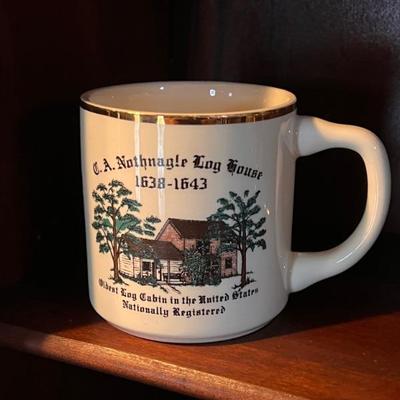 C. A. Nothnagle Log House
1638-1643
Oldest Log Cabin in the United States
Nationally Registered